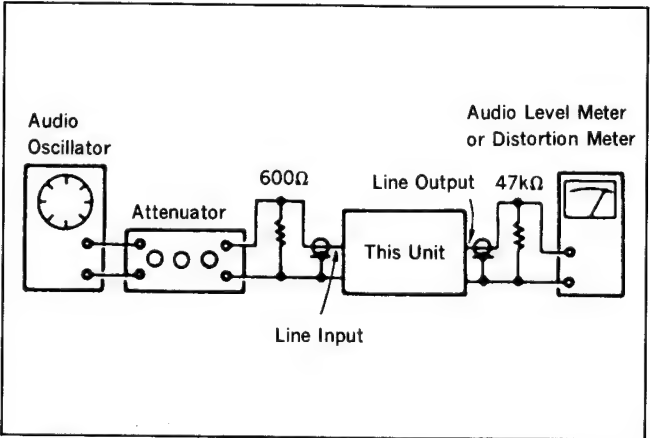 Audio
Oscillator
Attenuator
600Ω
Line Input
This Unit
Line Output
47kΩ
Audio Level Meter
or Distortion Meter